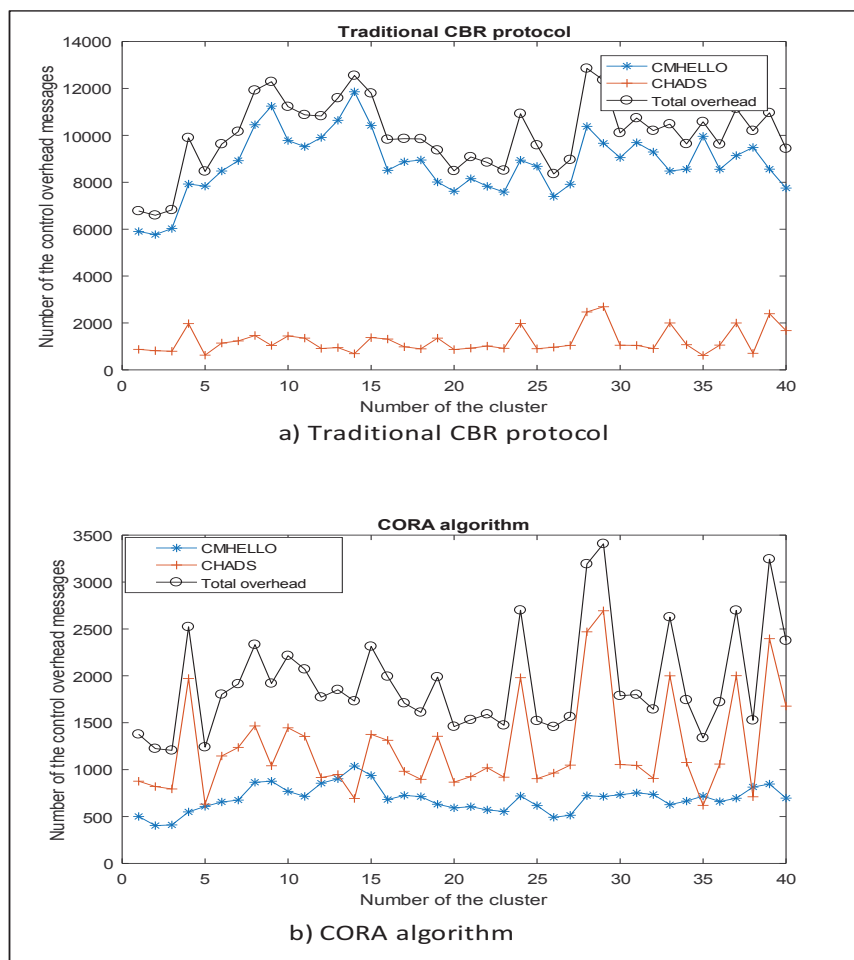 Traditional CBR protocol
14000
12000
10000
8000
6000
4000
2000
0
Number of the control overhead messages
CMHELLO
CHADS
Total overhead
0 5 10 15 20 25 30 35 40
Number of the cluster
a) Traditional CBR protocol
CORA algorithm
3500
3000
2500
2000
1500
1000
500
0
Number of the control overhead messages
CMHELLO
CHADS
Total overhead
0 5 10 15 20 25 30 35 40
Number of the cluster
b) CORA algorithm